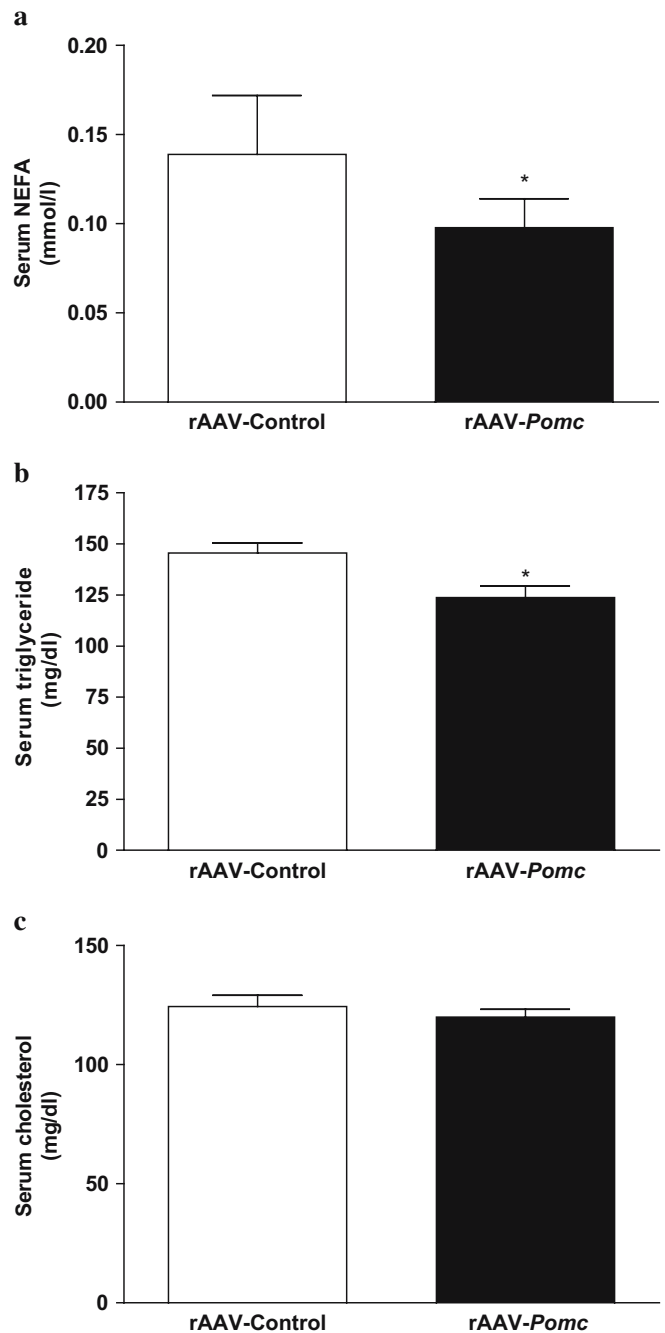 a
Serum NEFA
(mmol/l)
0.20
0.15
0.10
0.05
0.00
*
rAAV-Control
rAAV-Pomc
b
Serum triglyceride
(mg/dl)
175
150
125
100
75
50
25
0
*
rAAV-Control
rAAV-Pomc
c
Serum cholesterol
(mg/dl)
150
100
50
0
rAAV-Control
rAAV-Pomc